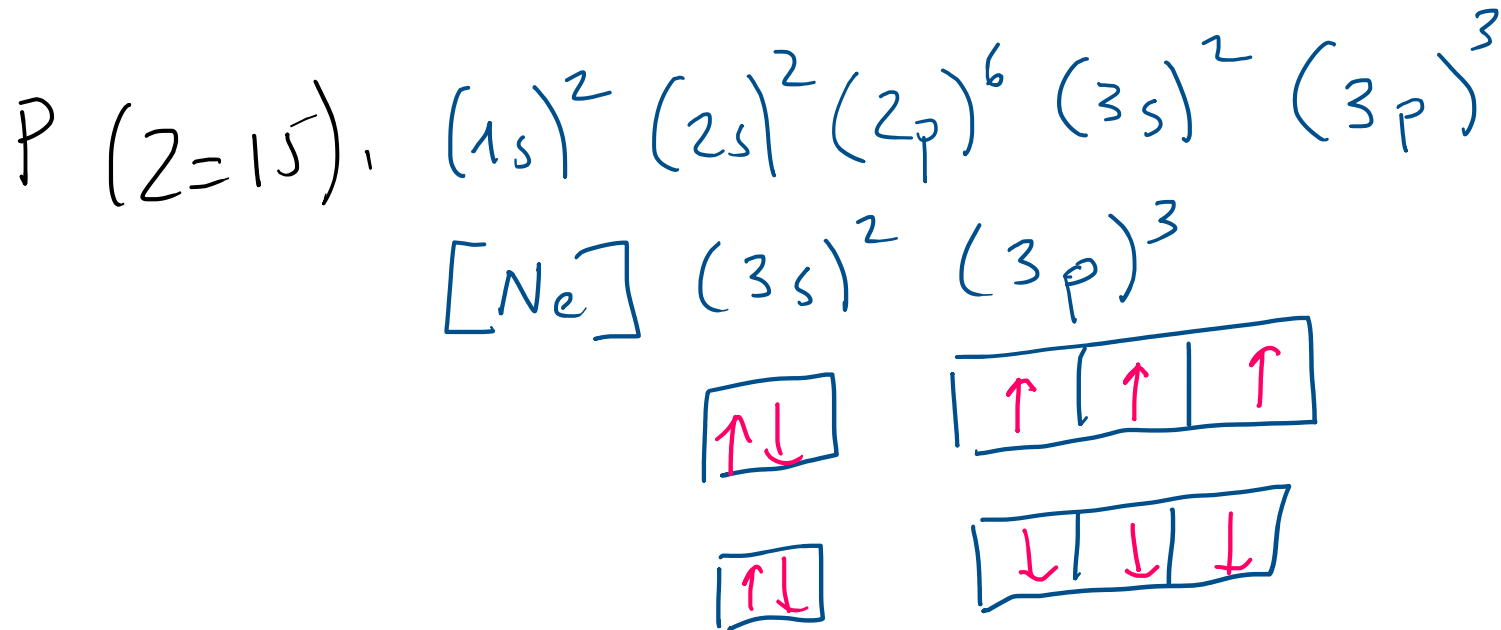 P (Z=15). (1s)² (2s)² (2p)⁶ (3s)² (3p)³
[Ne] (3s)² (3p)³
↑↓ ↑ ↑ ↑
↑↓ ↓ ↓ ↓